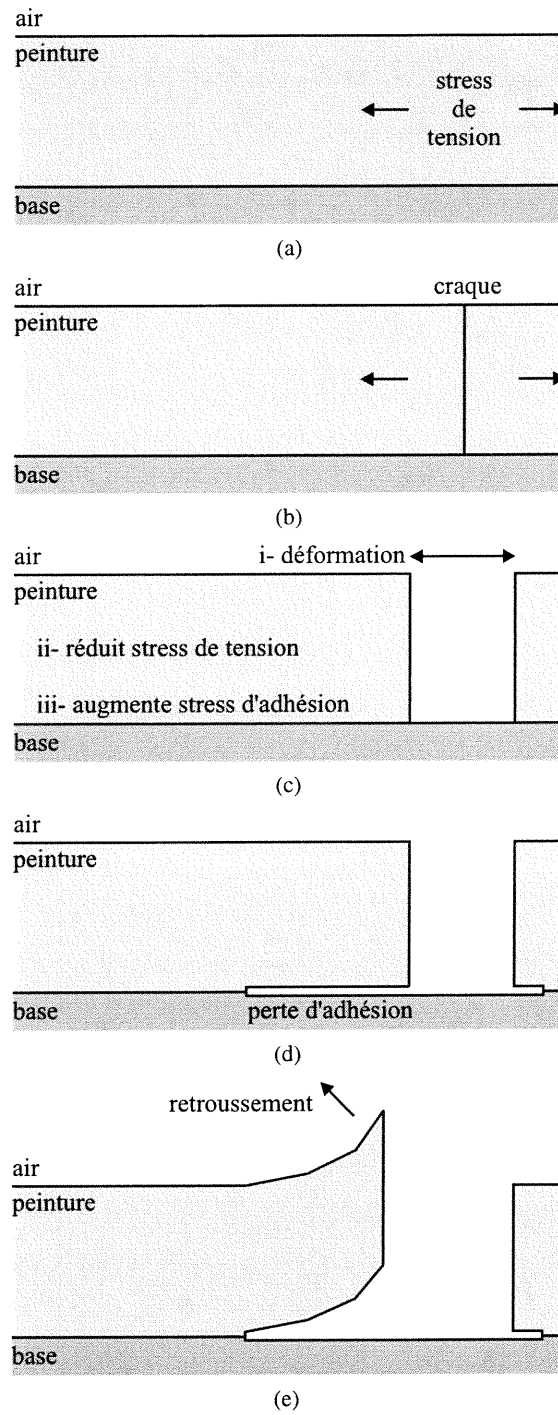 air
peinture
stress
de
tension
base
(a)
air
craque
peinture
base
(b)
i- déformation
air
peinture
ii- réduit stress de tension
iii- augmente stress d'adhésion
base
(c)
air
peinture
base
perte d'adhésion
(d)
retroussement
air
peinture
base
(e)